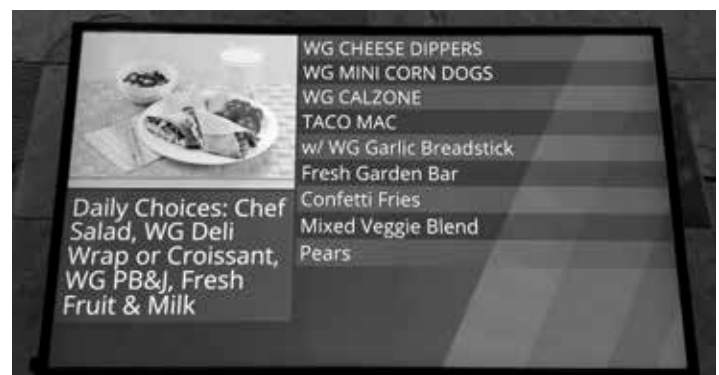 WG CHEESE DIPPERS
WG MINI CORN DOGS
WG CALZONE
TACO MAC
w/ WG Garlic Breadstick
Fresh Garden Bar
Confetti Fries
Mixed Veggie Blend
Pears
Daily Choices: Chef
Salad, WG Deli
Wrap or Croissant,
WG PB&J, Fresh
Fruit & Milk